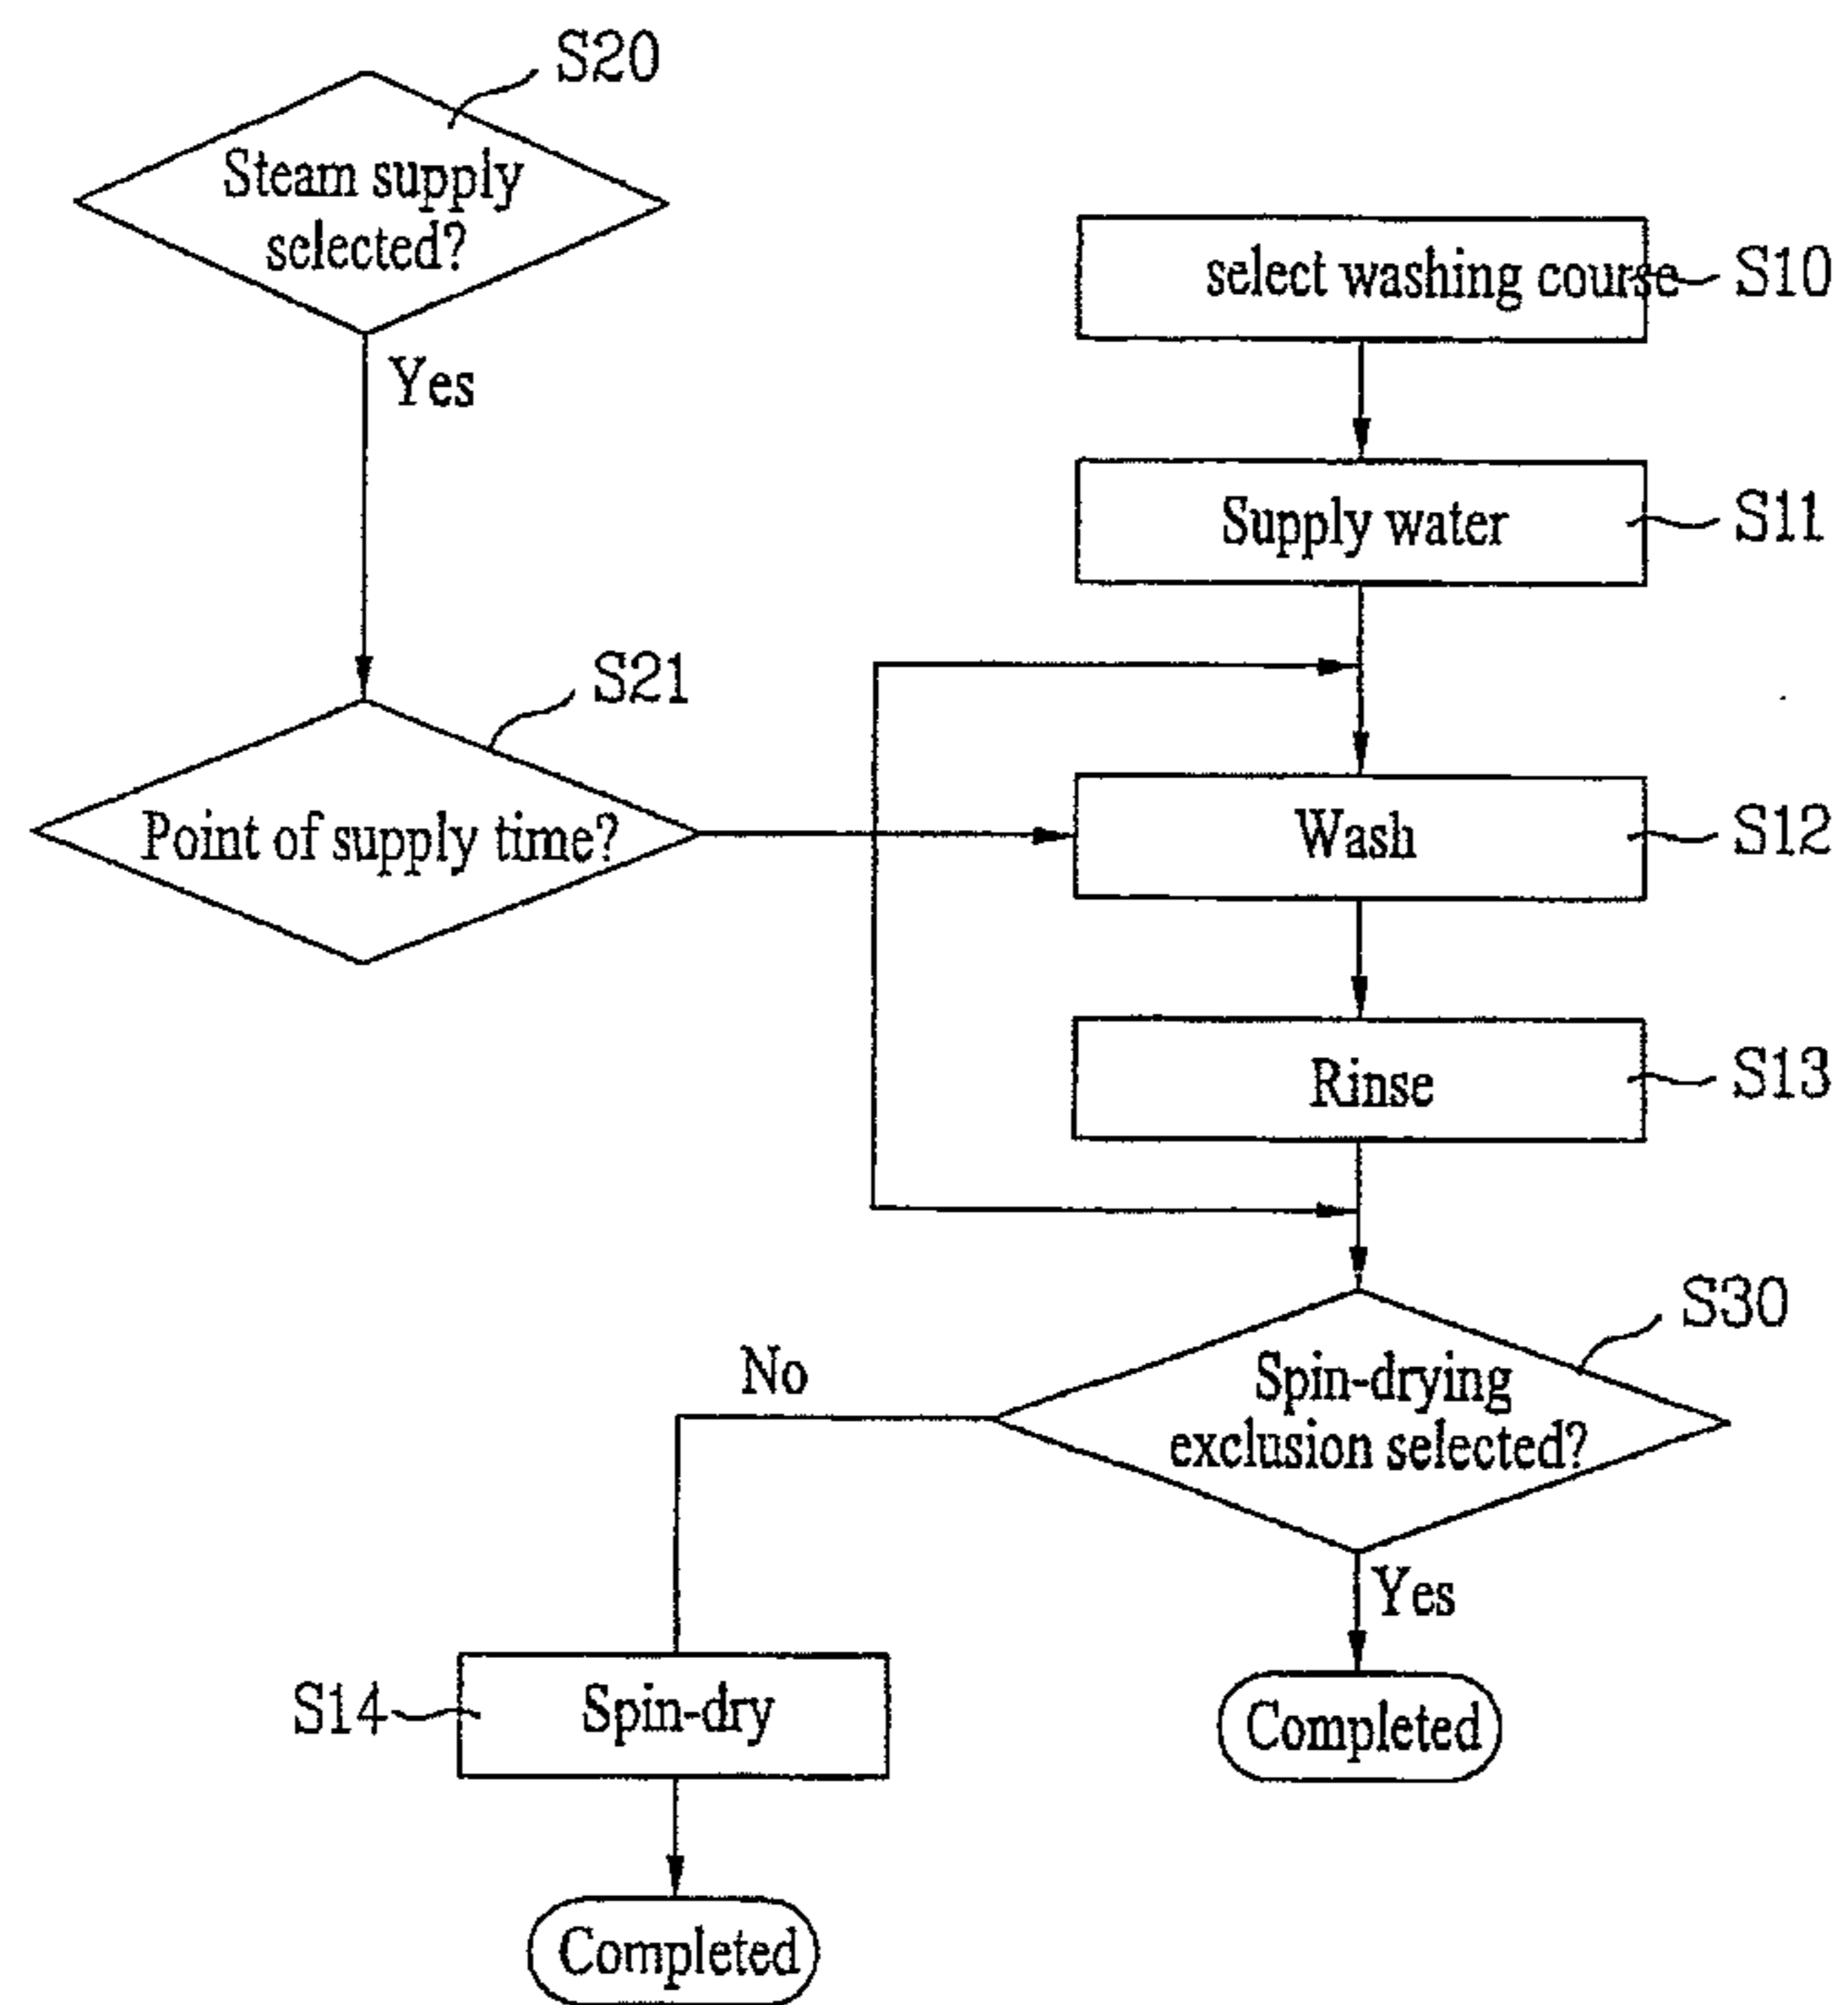 S20
Steam supply
selected?
Yes
select washing course
S10
Supply water
S11
S21
Point of supply time?
Wash
S12
Rinse
S13
S30
Spin-drying
exclusion selected?
No
Yes
S14
Spin-dry
Completed
Completed